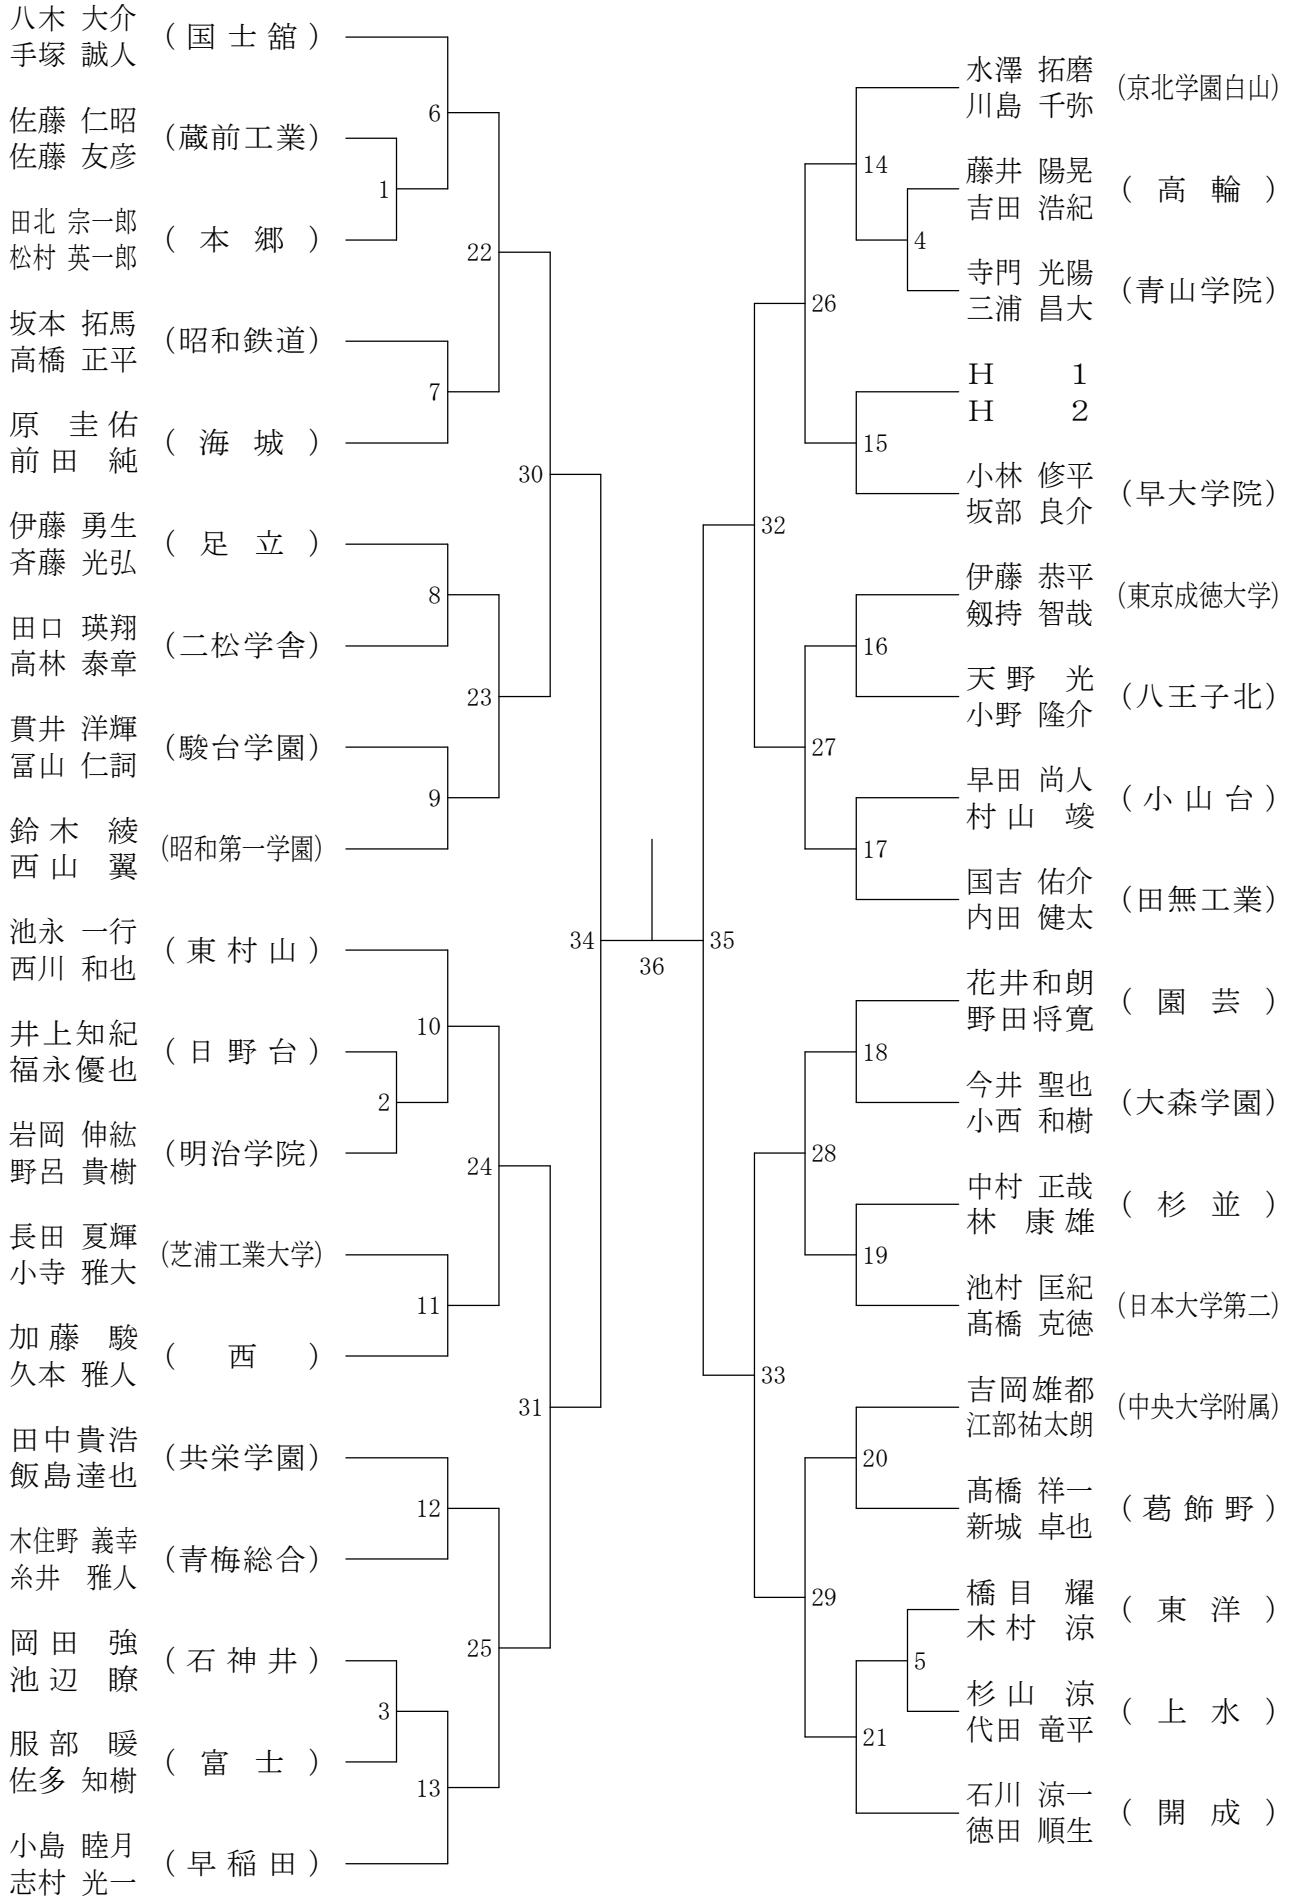 八木 大介
手塚 誠人
(国士舘)
佐藤 仁昭
佐藤 友彦
(蔵前工業)
田北 宗一郎
松村 英一郎
(本郷)
坂本 拓馬
高橋 正平
(昭和鉄道)
原 圭佑
前田 純
(海城)
伊藤 勇生
斉藤 光弘
(足立)
田口 瑛翔
高林 泰章
(二松学舎)
貫井 洋輝
冨山 仁詞
(駿台学園)
鈴木 綾
西山 翼
(昭和第一学園)
池永 一行
西川 和也
(東村山)
井上知紀
福永優也
(日野台)
岩岡 伸紘
野呂 貴樹
(明治学院)
長田 夏輝
小寺 雅大
(芝浦工業大学)
加藤 駿
久本 雅人
(西)
田中貴浩
飯島達也
(共栄学園)
木住野 義幸
糸井 雅人
(青梅総合)
岡田 強
池辺 瞭
(石神井)
服部 暖
佐多 知樹
(富士)
小島 睦月
志村 光一
(早稲田)
1
2
3
6
7
8
9
10
11
12
13
22
23
24
25
30
31
34
36
35
32
33
26
27
28
29
14
15
16
17
18
19
20
21
4
5
水澤 拓磨
川島 千弥
(京北学園白山)
藤井 陽晃
吉田 浩紀
(高輪)
寺門 光陽
三浦 昌大
(青山学院)
H 1
H 2
小林 修平
坂部 良介
(早大学院)
伊藤 恭平
剱持 智哉
(東京成徳大学)
天野 光
小野 隆介
(八王子北)
早田 尚人
村山 竣
(小山台)
国吉 佑介
内田 健太
(田無工業)
花井和朗
野田将寛
(園芸)
今井 聖也
小西 和樹
(大森学園)
中村 正哉
林 康雄
(杉並)
池村 匡紀
髙橋 克徳
(日本大学第二)
吉岡雄都
江部祐太朗
(中央大学附属)
髙橋 祥一
新城 卓也
(葛飾野)
橋目 耀
木村 涼
(東洋)
杉山 涼
代田 竜平
(上水)
石川 涼一
徳田 順生
(開成)